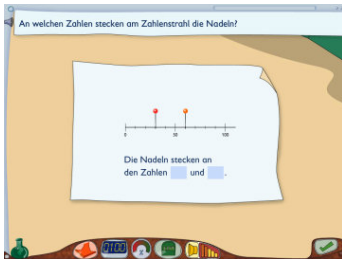 An welchen Zahlen stecken am Zahlenstrahl die Nadeln?
0 50 100
Die Nadeln stecken an
den Zahlen und .